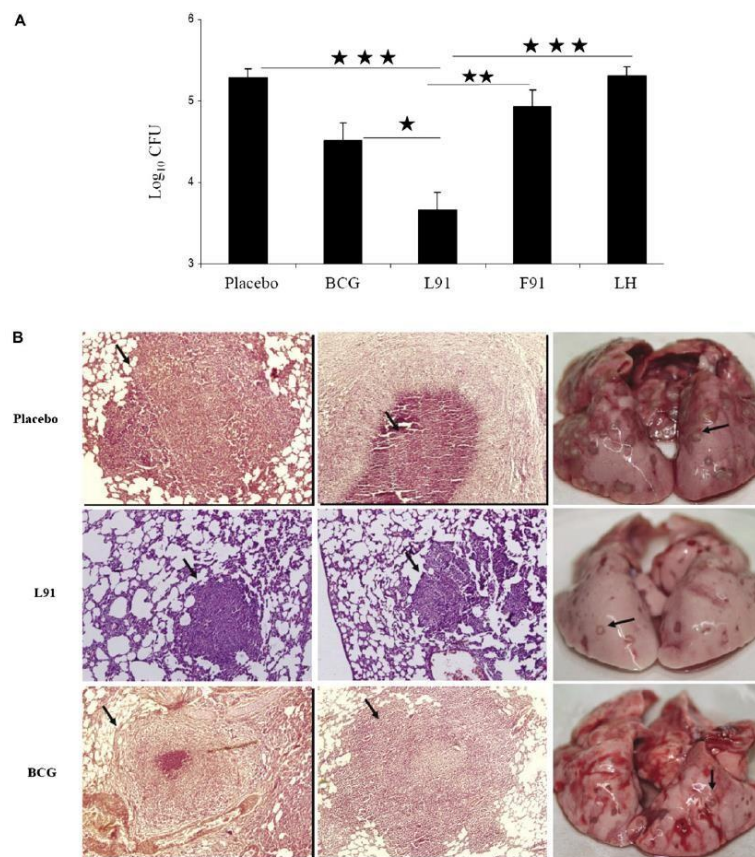 A
6
★ ★ ★
★ ★ ★
★★
5
★
Log10 CFU
4
3
Placebo BCG L91 F91 LH
B
Placebo
L91
BCG